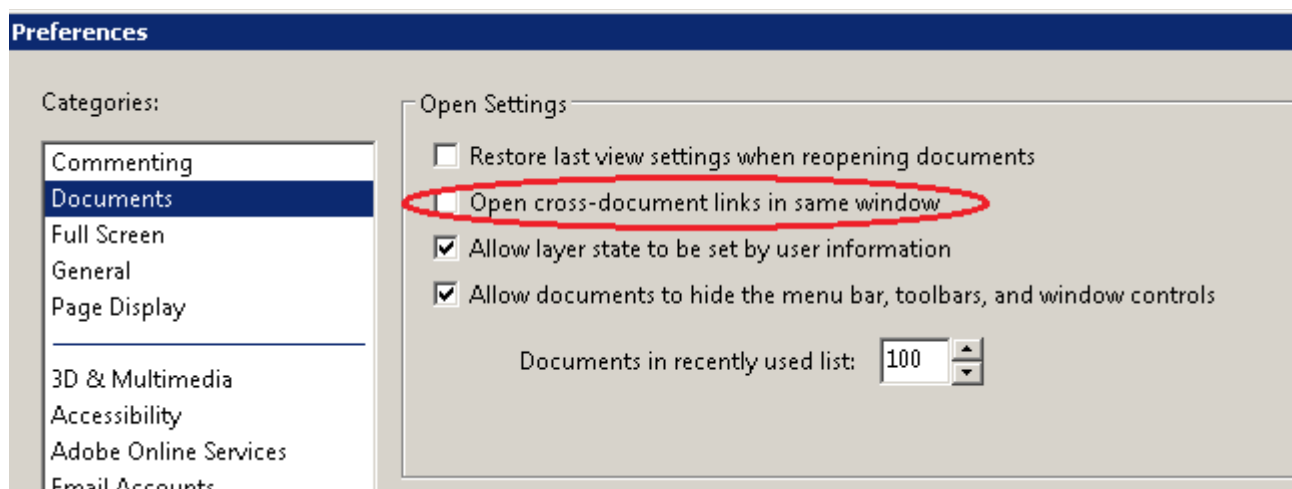 Preferences
Categories:
Commenting
Documents
Full Screen
General
Page Display
3D & Multimedia
Accessibility
Adobe Online Services
Email Accounts
Open Settings
Restore last view settings when reopening documents
Open cross-document links in same window
Allow layer state to be set by user information
Allow documents to hide the menu bar, toolbars, and window controls
Documents in recently used list: 100